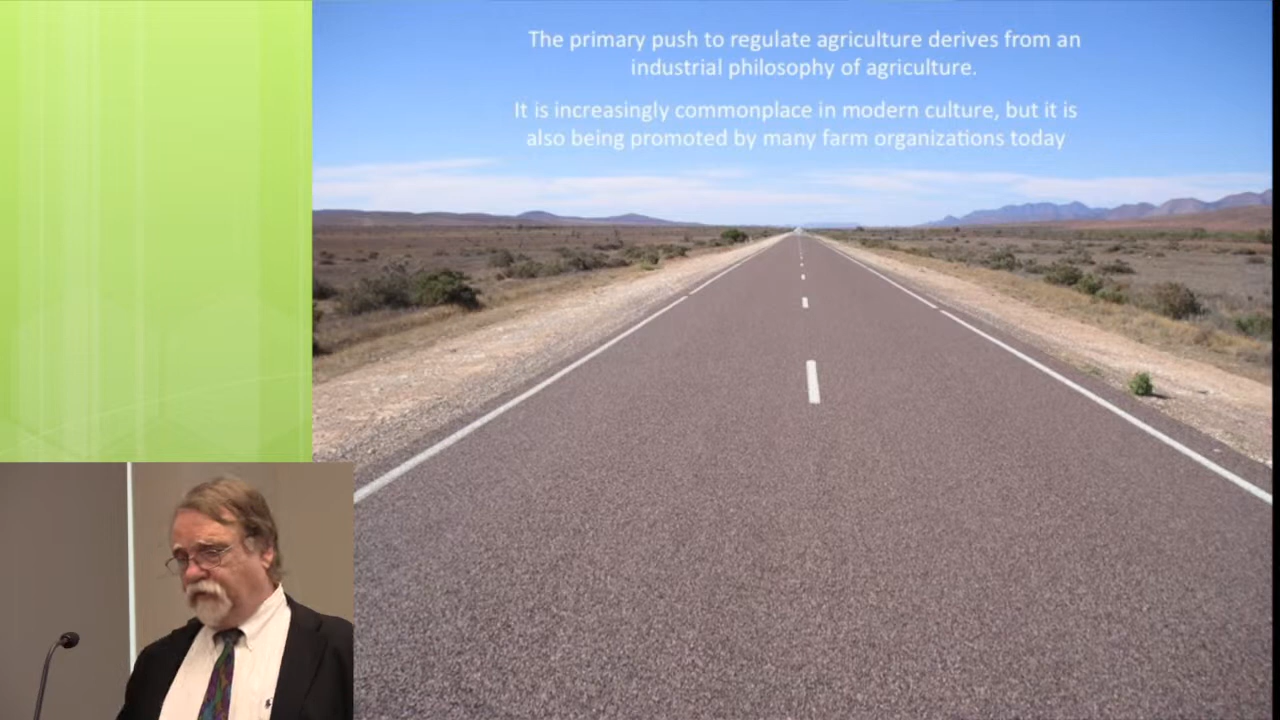 The primary push to regulate agriculture derives from an
industrial philosophy of agriculture.
It is increasingly commonplace in modern culture, but it is
also being promoted by many farm organizations today